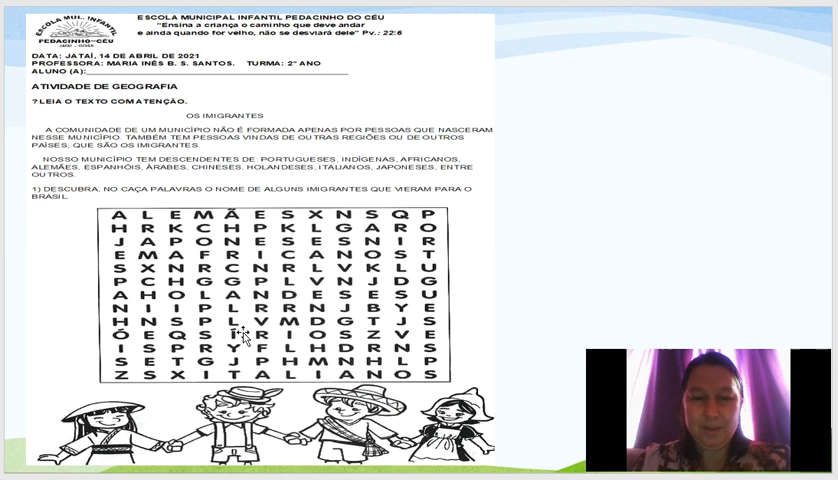 ESCOLA MUL. INFANTIL
PEDACINHO-CÉU
JATAÍ - GOIÁS
ESCOLA MUNICIPAL INFANTIL PEDACINHO DO CÉU
“Ensina a criança o caminho que deve andar
e ainda quando for velho, não se desviará dele” Pv.: 22:6
DATA: JATAÍ, 14 DE ABRIL DE 2021
PROFESSORA: MARIA INÊS B. S. SANTOS. TURMA: 2º ANO
ALUNO (A):
ATIVIDADE DE GEOGRAFIA
?LEIA O TEXTO COM ATENÇÃO.
OS IMIGRANTES
A COMUNIDADE DE UM MUNICÍPIO NÃO É FORMADA APENAS POR PESSOAS QUE NASCERAM
NESSE MUNICÍPIO. TAMBÉM TEM PESSOAS VINDAS DE OUTRAS REGIÕES OU DE OUTROS
PAÍSES, QUE SÃO OS IMIGRANTES.
NOSSO MUNICÍPIO TEM DESCENDENTES DE: PORTUGUESES, INDÍGENAS, AFRICANOS,
ALEMÃES, ESPANHÓIS, ÁRABES, CHINESES, HOLANDESES, ITALIANOS, JAPONESES, ENTRE
OUTROS.
1) DESCUBRA, NO CAÇA PALAVRAS O NOME DE ALGUNS IMIGRANTES QUE VIERAM PARA O
BRASIL.
A L E M Ã E S X N S Q P
H R K C H P K L G A R O
J A P O N E S E S N I R
E M A F R I C A N O S T
S X N R C N R L V K L U
P C H G G P L V N J D G
A H O L A N D E S E S U
N I I P L R R N J B Y E
H N S P L V M D G T J S
Ó E Q S Ï R I O S Z V E
I S P R Y F L H D R N S
S E T G J P H M N H L P
Z S X I T A L I A N O S